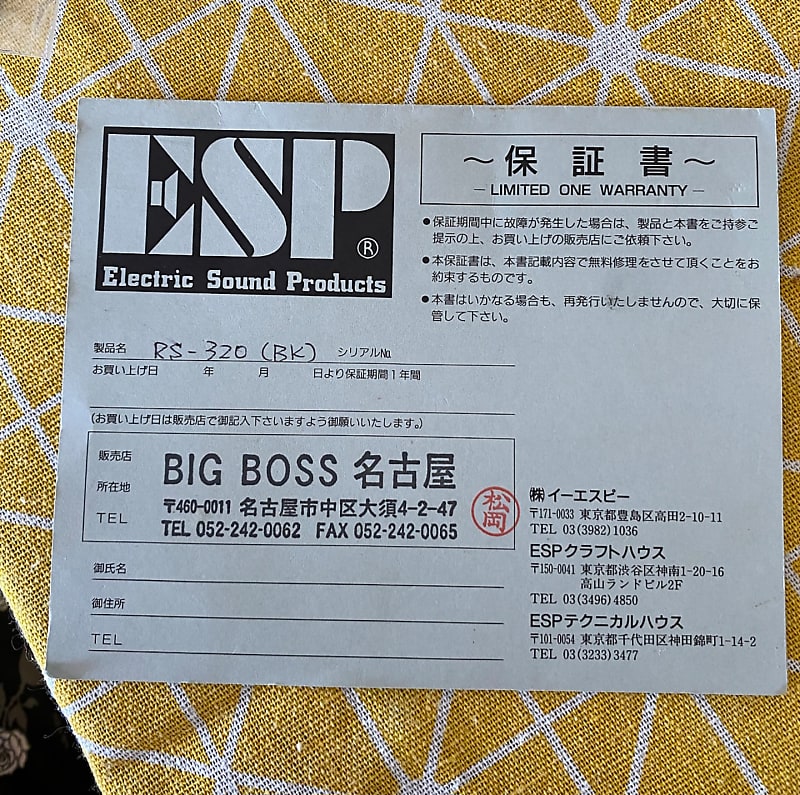 ESP®
Electric Sound Products
～保証書～
— LIMITED ONE WARRANTY —
●保証期間中に故障が発生した場合は、製品と本書をご持参ご
提示の上、お買い上げの販売店にご依頼下さい。
●本保証書は、本書記載内容で無料修理をさせて頂くことをお
約束するものです。
●本書はいかなる場合も、再発行いたしませんので、大切に保
管して下さい。
製品名 RS-320 (BK) シリアル№
お買い上げ日 年 月 日より保証期間1年間
(お買い上げ日は販売店で御記入下さいますよう御願いいたします。)
販売店 BIG BOSS 名古屋
所在地 〒460-0011 名古屋市中区大須4-2-47
TEL TEL 052-242-0062 FAX 052-242-0065
松岡
御氏名
御住所
TEL
㈱イーエスピー
〒171-0033 東京都豊島区高田2-10-11
TEL 03(3982)1036
ESPクラフトハウス
〒150-0041 東京都渋谷区神南1-20-16
高山ランドビル2F
TEL 03(3496)4850
ESPテクニカルハウス
〒101-0054 東京都千代田区神田錦町1-14-2
TEL 03(3233)3477